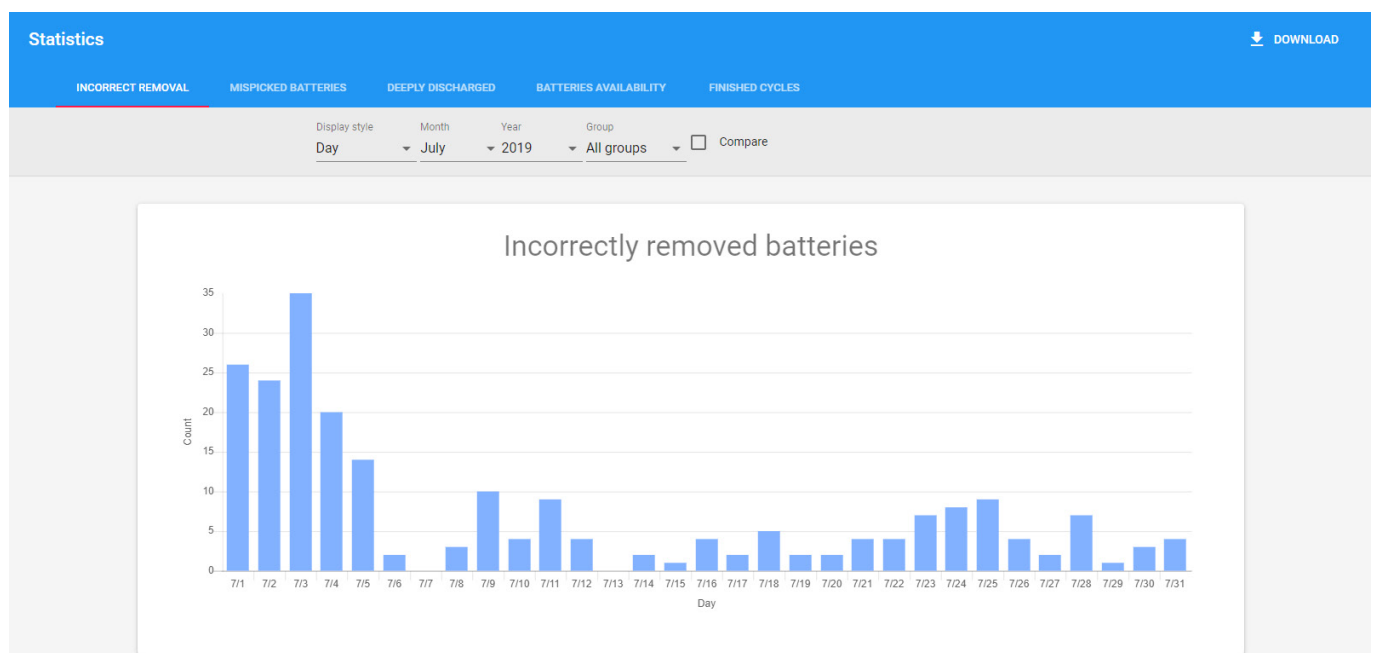 Statistics
DOWNLOAD
INCORRECT REMOVAL MISPICKED BATTERIES DEEPLY DISCHARGED BATTERIES AVAILABILITY FINISHED CYCLES
Display style Month Year Group
Day July 2019 All groups Compare
Incorrectly removed batteries
35
30
25
20
15
10
5
0
Count
7/1 7/2 7/3 7/4 7/5 7/6 7/7 7/8 7/9 7/10 7/11 7/12 7/13 7/14 7/15 7/16 7/17 7/18 7/19 7/20 7/21 7/22 7/23 7/24 7/25 7/26 7/27 7/28 7/29 7/30 7/31
Day